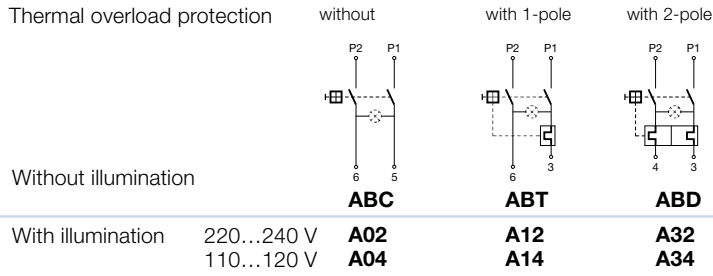 Thermal overload protection without with 1-pole with 2-pole
P2 P1 P2 P1 P2 P1
6 5 6 3 4 3
Without illumination
ABC ABT ABD
With illumination 220...240 V A02 A12 A32
110...120 V A04 A14 A34